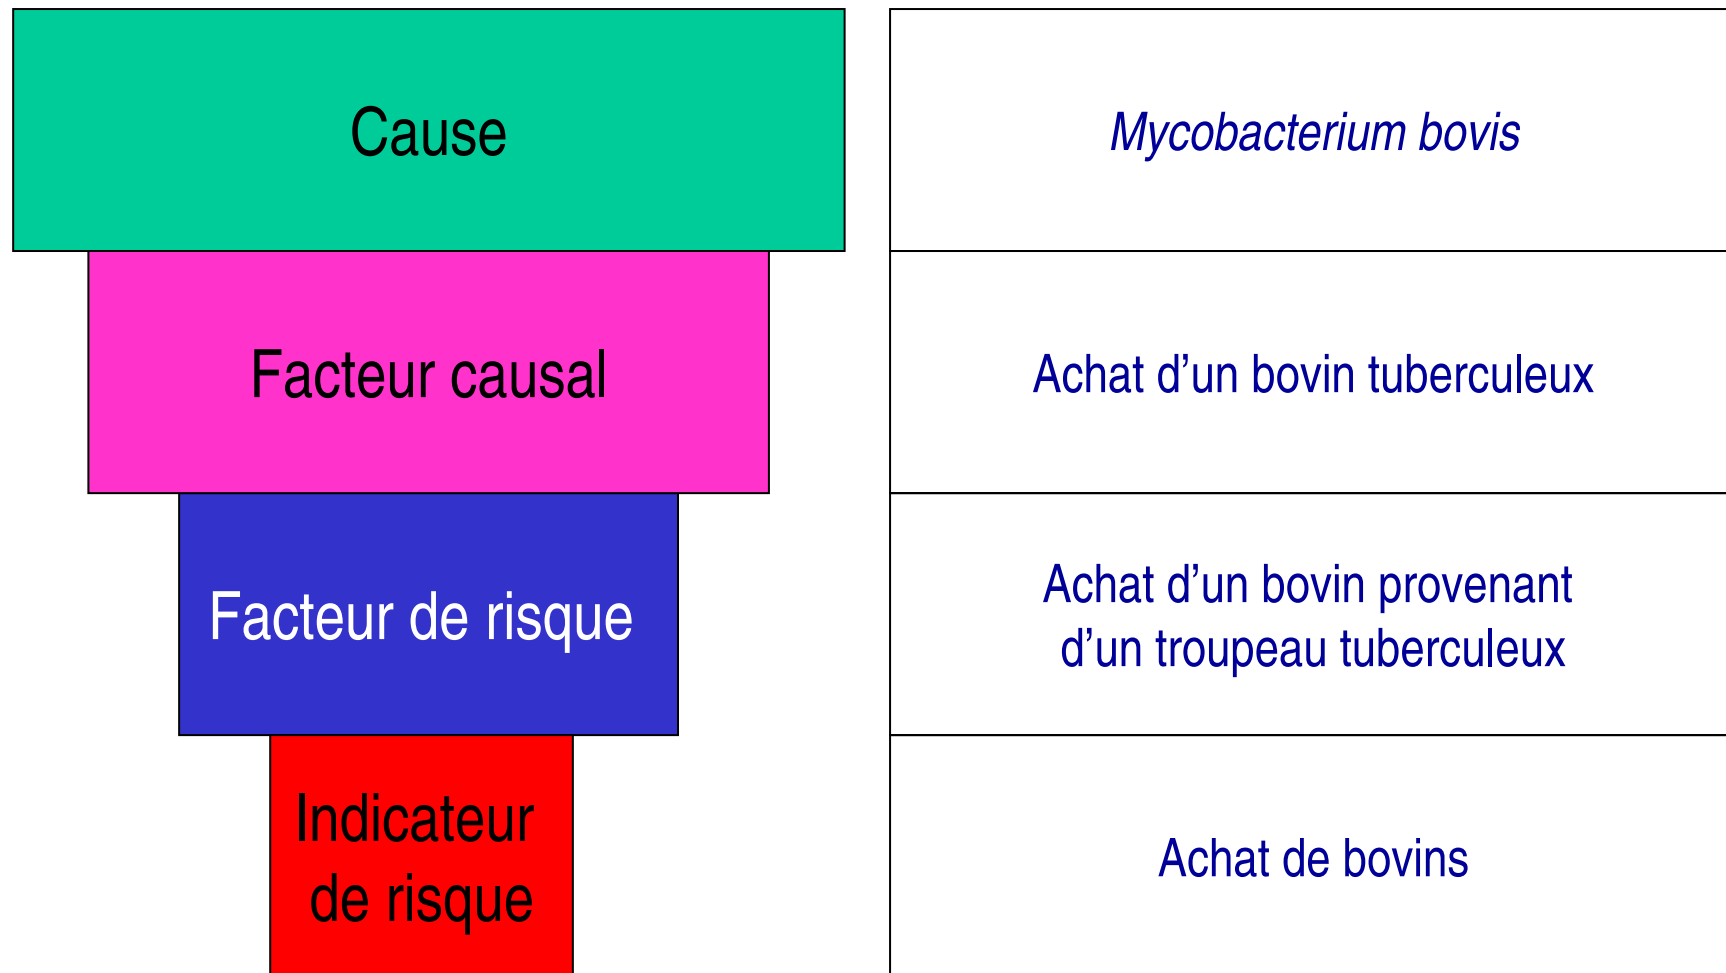 Cause
Mycobacterium bovis
Facteur causal
Achat d’un bovin tuberculeux
Facteur de risque
Achat d’un bovin provenant
d’un troupeau tuberculeux
Indicateur
de risque
Achat de bovins